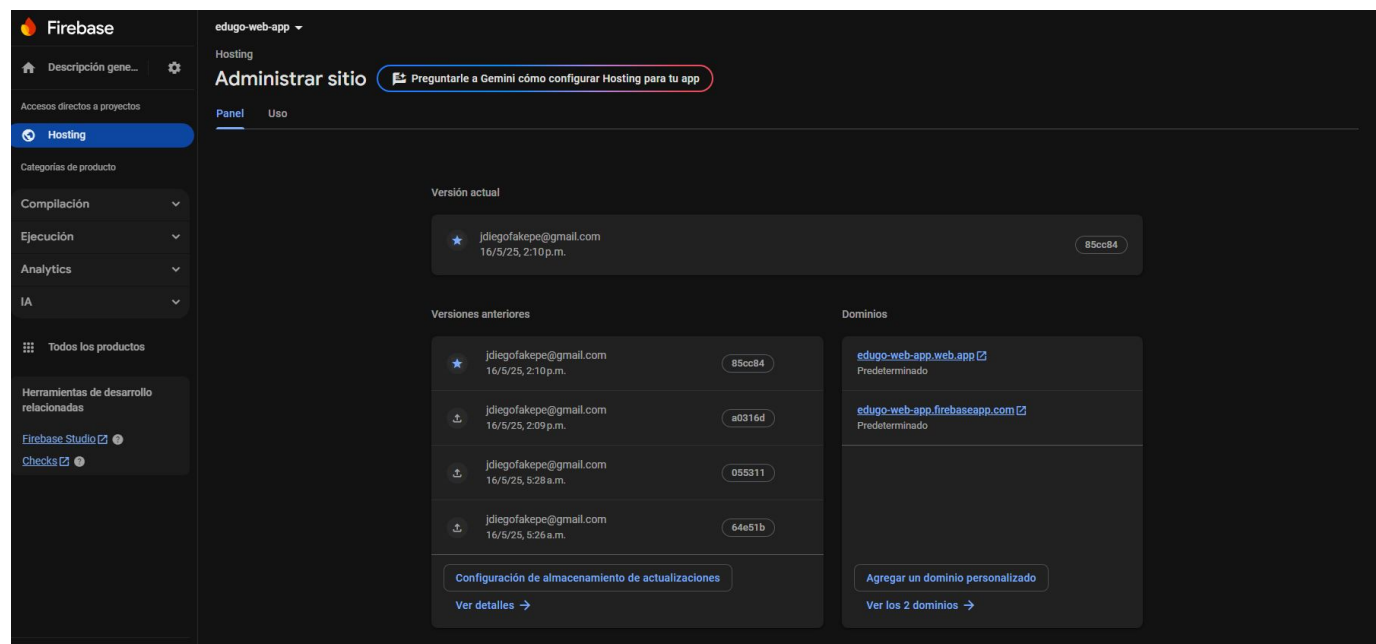 Firebase
Descripción gene...
Accesos directos a proyectos
Hosting
Categorías de producto
Compilación
Ejecución
Analytics
IA
Todos los productos
Herramientas de desarrollo
relacionadas
Firebase Studio
Checks
edugo-web-app
Hosting
Administrar sitio
Preguntarle a Gemini cómo configurar Hosting para tu app
Panel Uso
Versión actual
jdiegofakepe@gmail.com
16/5/25, 2:10 p.m.
85cc84
Versiones anteriores
jdiegofakepe@gmail.com
16/5/25, 2:10 p.m.
85cc84
jdiegofakepe@gmail.com
16/5/25, 2:09 p.m.
a0316d
jdiegofakepe@gmail.com
16/5/25, 5:28 a.m.
055311
jdiegofakepe@gmail.com
16/5/25, 5:26 a.m.
64e51b
Configuración de almacenamiento de actualizaciones
Ver detalles
Dominios
edugo-web-app.web.app
Predeterminado
edugo-web-app.firebaseapp.com
Predeterminado
Agregar un dominio personalizado
Ver los 2 dominios